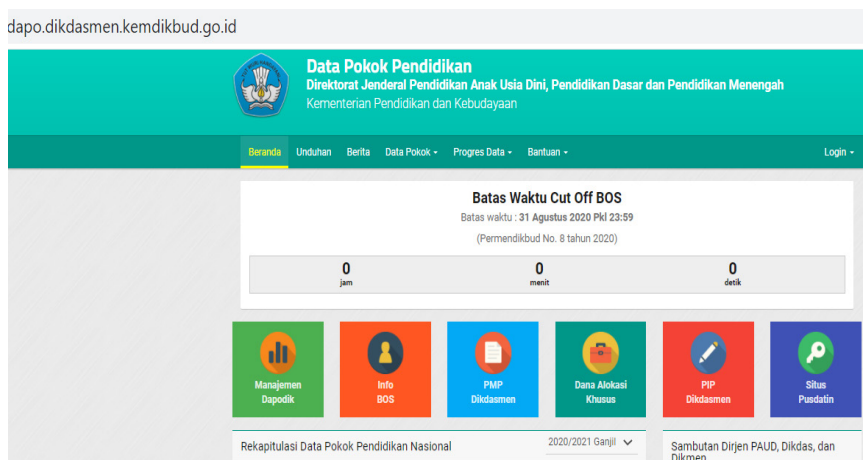 dapo.dikdasmen.kemdikbud.go.id
Data Pokok Pendidikan
Direktorat Jenderal Pendidikan Anak Usia Dini, Pendidikan Dasar dan Pendidikan Menengah
Kementerian Pendidikan dan Kebudayaan
Beranda Unduhan Berita Data Pokok Progres Data Bantuan Login
Batas Waktu Cut Off BOS
Batas waktu : 31 Agustus 2020 Pkl 23:59
(Permendikbud No. 8 tahun 2020)
0 0 0
jam menit detik
Manajemen Info PMP Dana Alokasi PIP Situs
Dapodik BOS Dikdasmen Khusus Dikdasmen Pusdatin
Rekapitulasi Data Pokok Pendidikan Nasional 2020/2021 Ganjil Sambutan Dirjen PAUD, Dikdas, dan
Dikmen